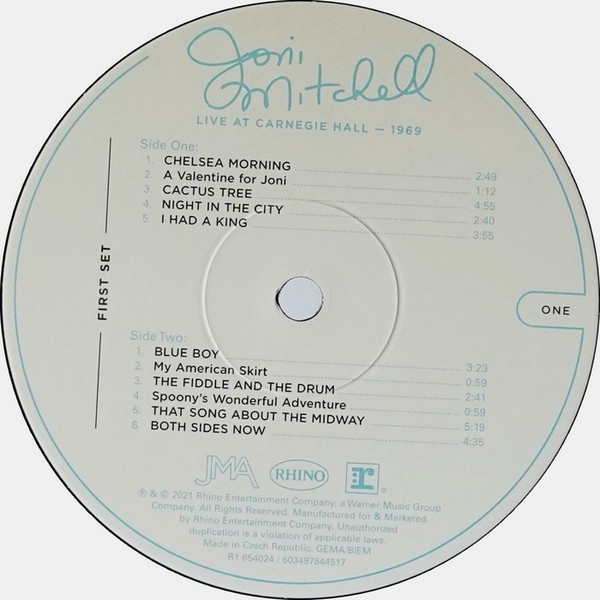 Joni
Mitchell
LIVE AT CARNEGIE HALL — 1969
Side One:
1. CHELSEA MORNING 2:49
2. A Valentine for Joni 1:12
3. CACTUS TREE 4:55
4. NIGHT IN THE CITY 2:40
5. I HAD A KING 3:55
FIRST SET
ONE
Side Two:
1. BLUE BOY 3:23
2. My American Skirt 0:59
3. THE FIDDLE AND THE DRUM 2:41
4. Spoony's Wonderful Adventure 0:59
5. THAT SONG ABOUT THE MIDWAY 5:19
6. BOTH SIDES NOW 4:35
JMA RHINO r ®
℗ & © 2021 Rhino Entertainment Company, a Warner Music Group
Company. All Rights Reserved. Manufactured for & Marketed
by Rhino Entertainment Company. Unauthorized
duplication is a violation of applicable laws.
Made in Czech Republic. GEMA/BIEM
R1 654024 / 603497844517